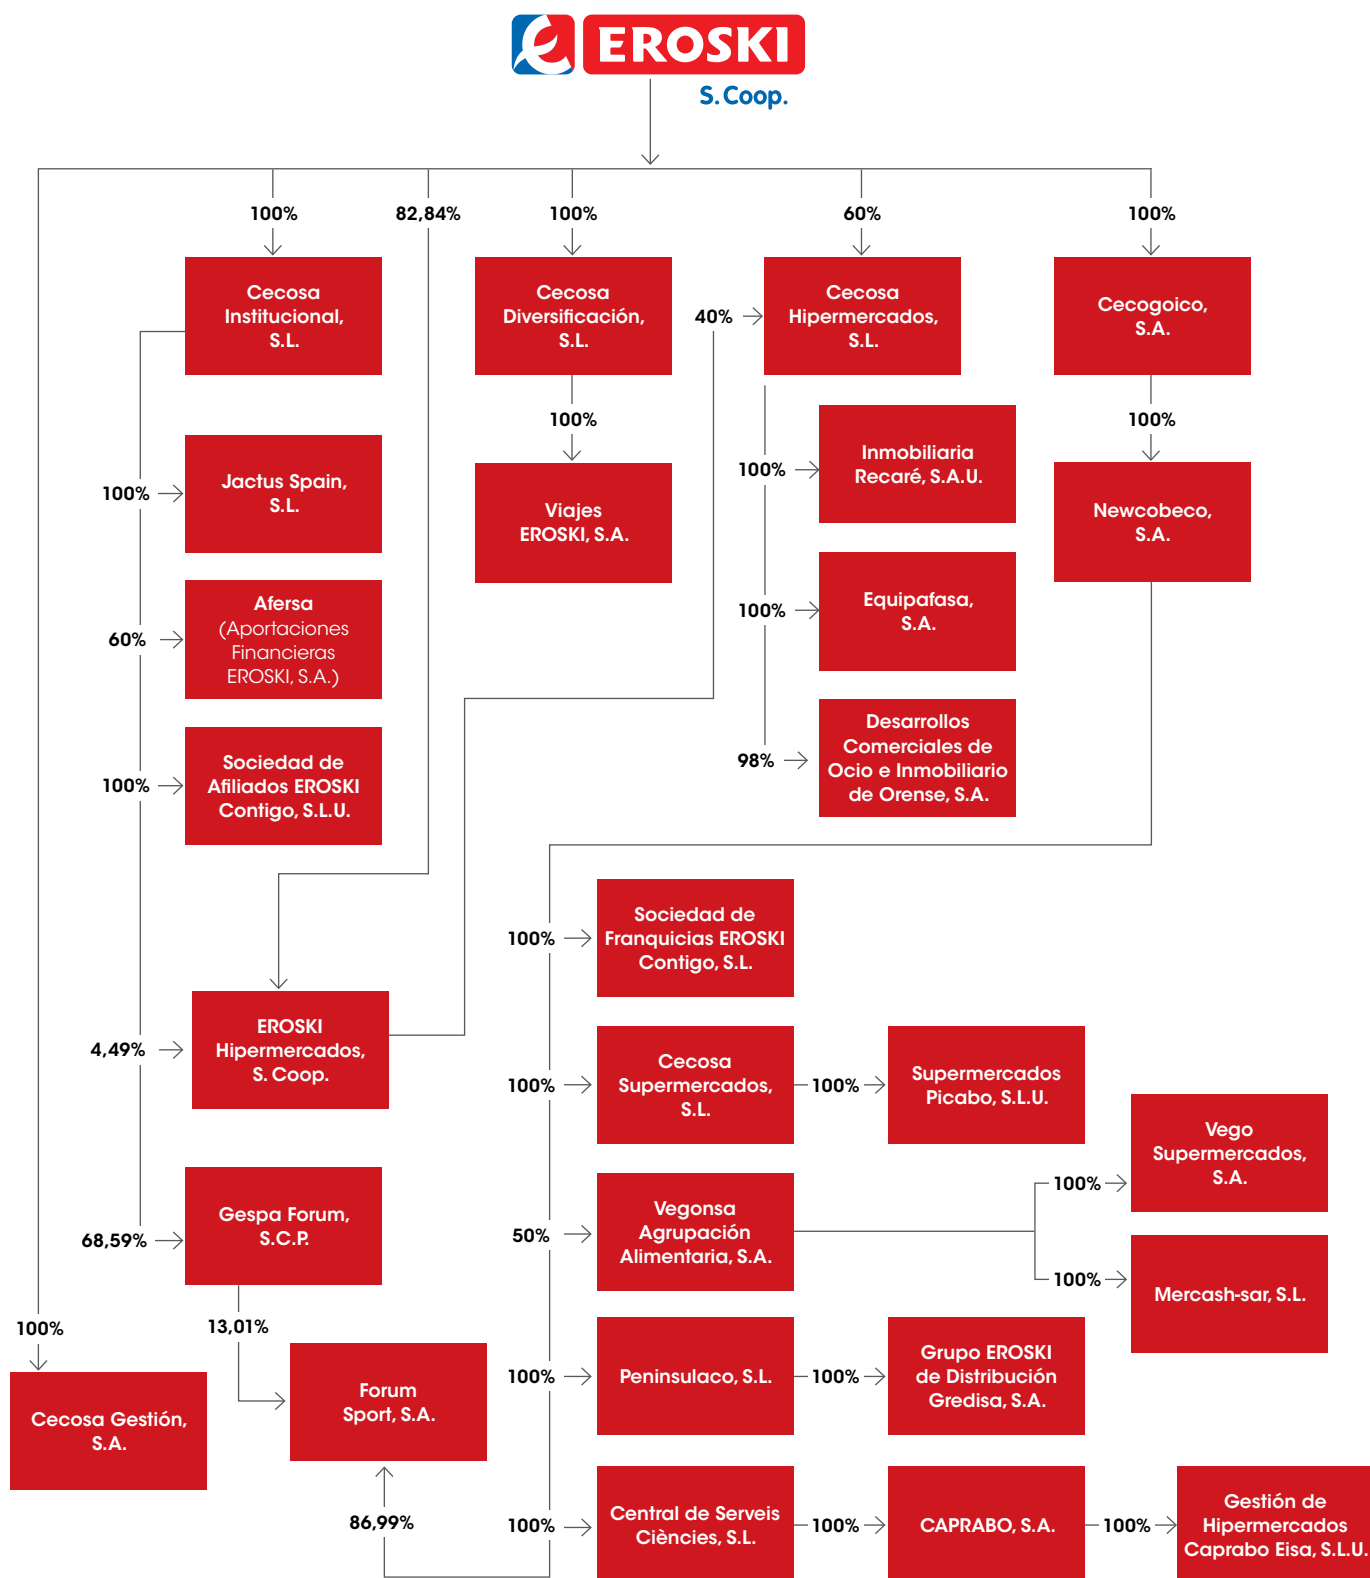 EROSKI
S. Coop.
100%
82,84%
100%
60%
100%
Cecosa
Institucional,
S.L.
Cecosa
Diversificación,
S.L.
40%
Cecosa
Hipermercados,
S.L.
Cecogoico,
S.A.
100%
Viajes
EROSKI, S.A.
100%
Inmobiliaria
Recaré, S.A.U.
100%
Equipafasa,
S.A.
98%
Desarrollos
Comerciales de
Ocio e Inmobiliario
de Orense, S.A.
100%
Newcobeco,
S.A.
100%
Jactus Spain,
S.L.
60%
Afersa
(Aportaciones
Financieras
EROSKI, S.A.)
100%
Sociedad de
Afiliados EROSKI
Contigo, S.L.U.
4,49%
EROSKI
Hipermercados,
S. Coop.
68,59%
Gespa Forum,
S.C.P.
100%
Cecosa Gestión,
S.A.
13,01%
Forum
Sport, S.A.
86,99%
100%
Sociedad de
Franquicias EROSKI
Contigo, S.L.
100%
Cecosa
Supermercados,
S.L.
100%
Supermercados
Picabo, S.L.U.
50%
Vegonsa
Agrupación
Alimentaria, S.A.
100%
Vego
Supermercados,
S.A.
100%
Mercash-sar, S.L.
100%
Peninsulaco, S.L.
100%
Grupo EROSKI
de Distribución
Gredisa, S.A.
100%
Central de Serveis
Ciències, S.L.
100%
CAPRABO, S.A.
100%
Gestión de
Hipermercados
Caprabo Eisa, S.L.U.